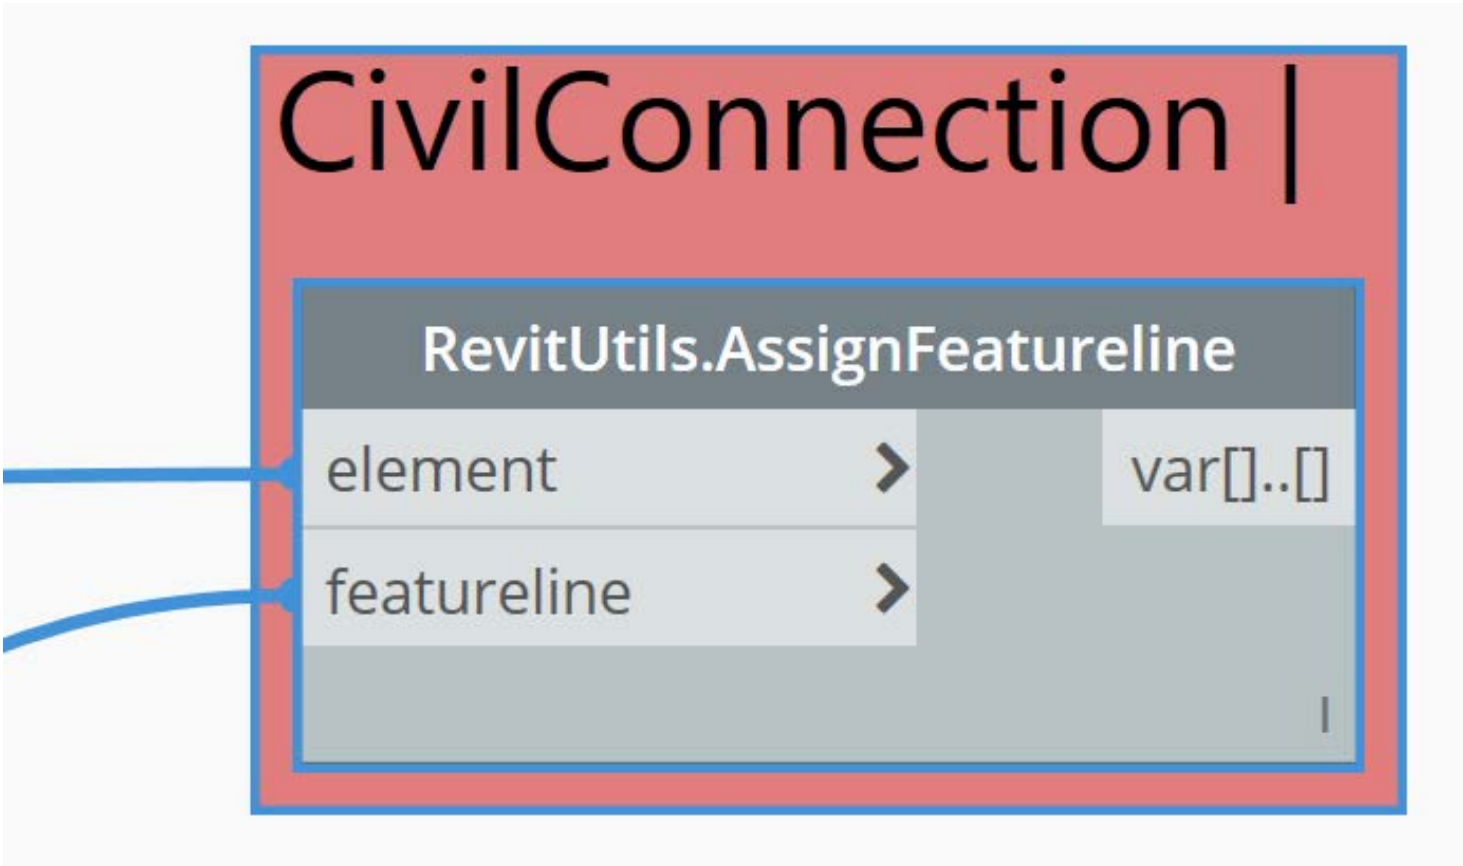 CivilConnection |
RevitUtils.AssignFeatureline
element > var[]..[]
featureline >
l